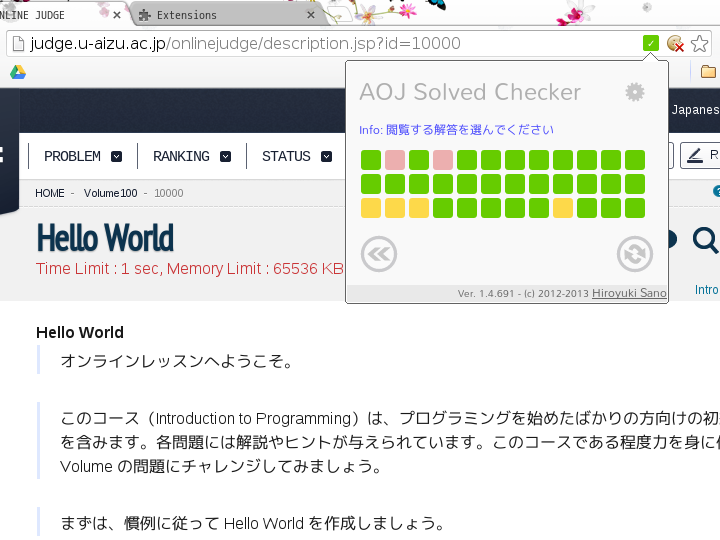 NLINE JUDGE
Extensions
judge.u-aizu.ac.jp/onlinejudge/description.jsp?id=10000
AOJ Solved Checker
Info: 閲覧する解答を選んでください
Ver. 1.4.691 - (c) 2012-2013 Hiroyuki Sano
Japanes
PROBLEM
RANKING
STATUS
R
HOME - Volume100 - 10000
Hello World
Time Limit : 1 sec, Memory Limit : 65536 KB
Intro
Hello World
オンラインレッスンへようこそ。
このコース（Introduction to Programming）は、プログラミングを始めたばかりの方向けの初
を含みます。各問題には解説やヒントが与えられています。このコースである程度力を身に
Volume の問題にチャレンジしてみましょう。
まずは、慣例に従って Hello World を作成しましょう。